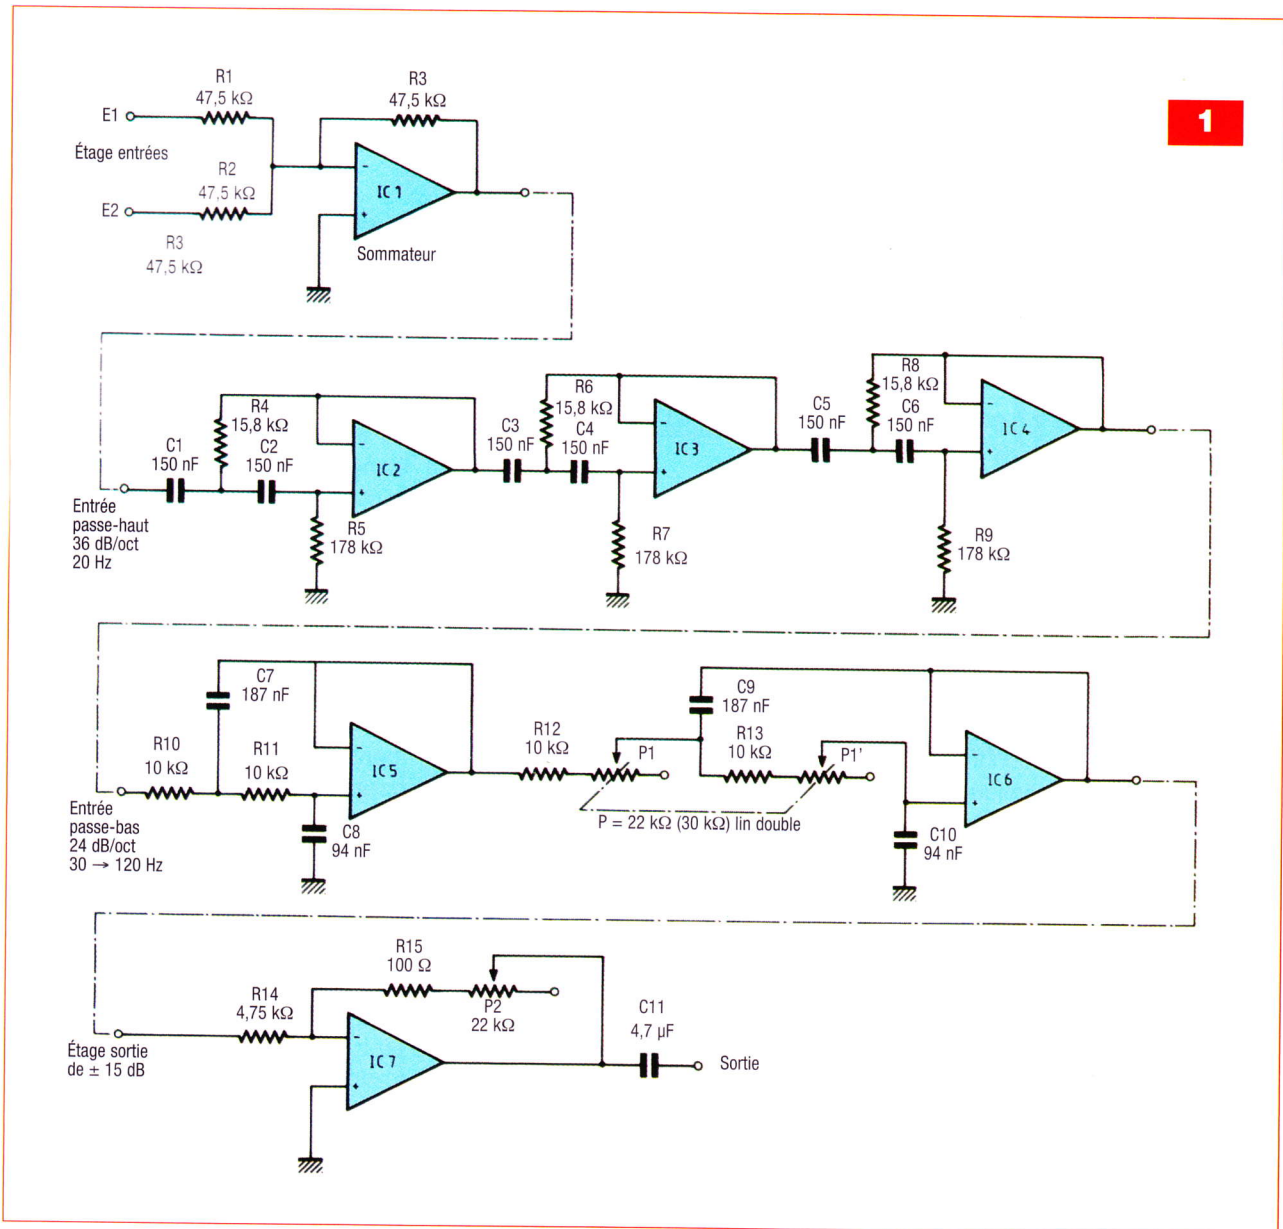 1
R1
47,5 kΩ
R3
47,5 kΩ
E1
Étage entrées
R2
47,5 kΩ
E2
R3
47,5 kΩ
-
+
IC 1
Sommateur
C1
150 nF
R4
15,8 kΩ
C2
150 nF
-
+
IC 2
R5
178 kΩ
C3
150 nF
R6
15,8 kΩ
C4
150 nF
-
+
IC 3
R7
178 kΩ
C5
150 nF
R8
15,8 kΩ
C6
150 nF
-
+
IC 4
R9
178 kΩ
Entrée
passe-haut
36 dB/oct
20 Hz
C7
187 nF
R10
10 kΩ
R11
10 kΩ
-
+
IC 5
C8
94 nF
R12
10 kΩ
P1
C9
187 nF
R13
10 kΩ
P1'
P = 22 kΩ (30 kΩ) lin double
-
+
IC 6
C10
94 nF
Entrée
passe-bas
24 dB/oct
30 → 120 Hz
R14
4,75 kΩ
R15
100 Ω
P2
22 kΩ
-
+
IC 7
C11
4,7 µF
Sortie
Étage sortie
de ± 15 dB